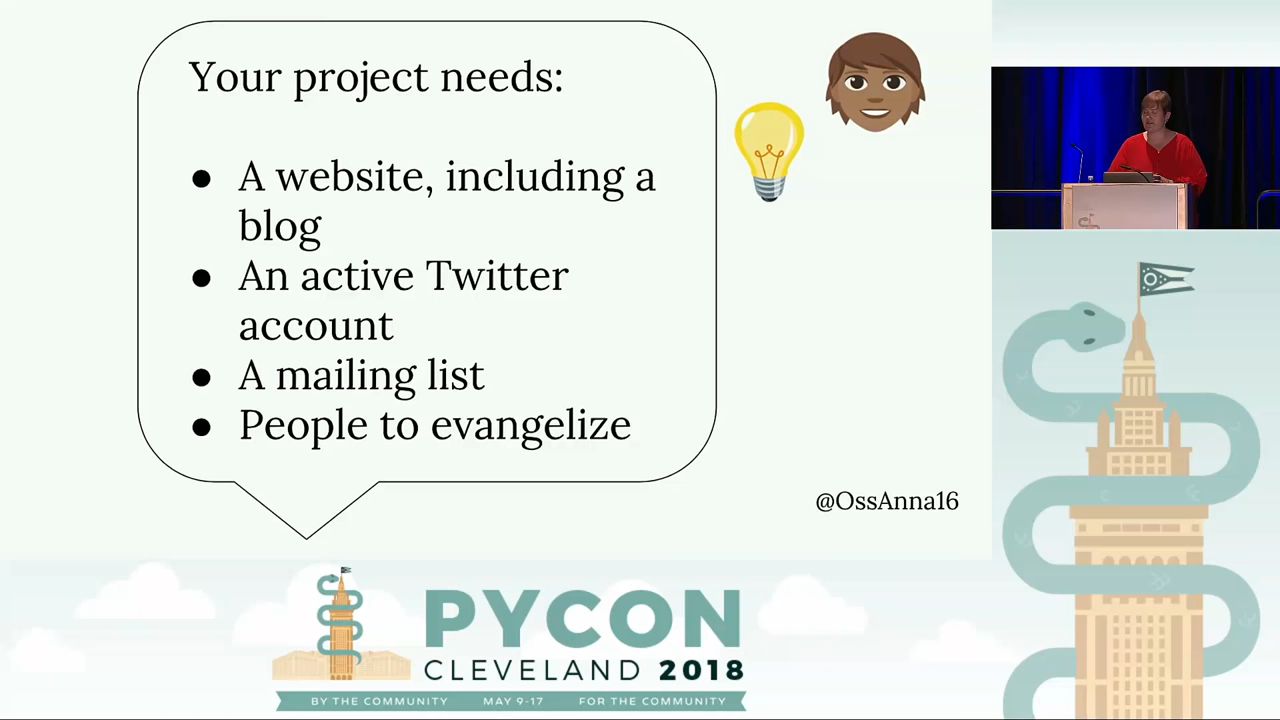 Your project needs:
● A website, including a
blog
● An active Twitter
account
● A mailing list
● People to evangelize
@OssAnna16
PYCON
CLEVELAND 2018
BY THE COMMUNITY MAY 9-17 FOR THE COMMUNITY